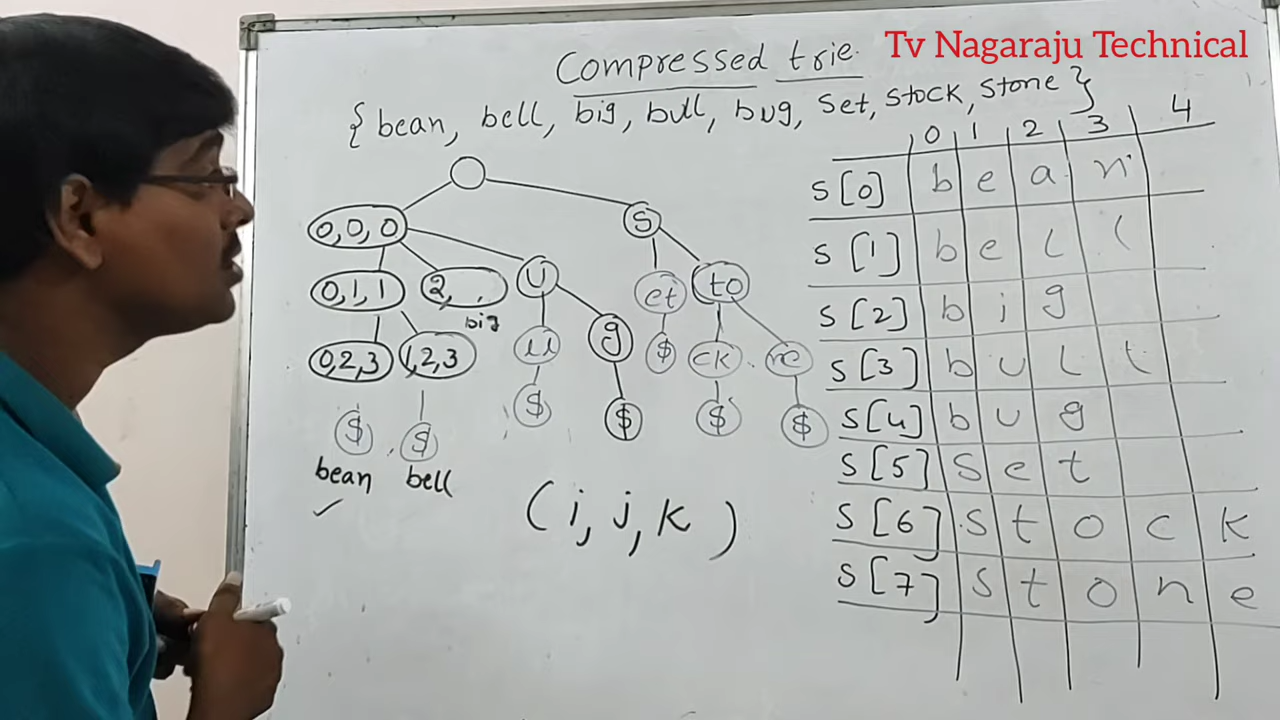 Tv Nagaraju Technical
Compressed trie.
{bean, bell, big, bull, bug, Set, stock, stone}
0 1 2 3 4
S[0] b e a n
S[1] b e l l
S[2] b i g
S[3] b u l l
S[4] b u g
S[5] S e t
S[6] S t o c k
S[7] S t o n e
0,0,0 S
0,1,1 2, , U et to
big
0,2,3 1,2,3 ll g $ ck ne
$ $ $ $ $ $
bean bell
(i, j, k)